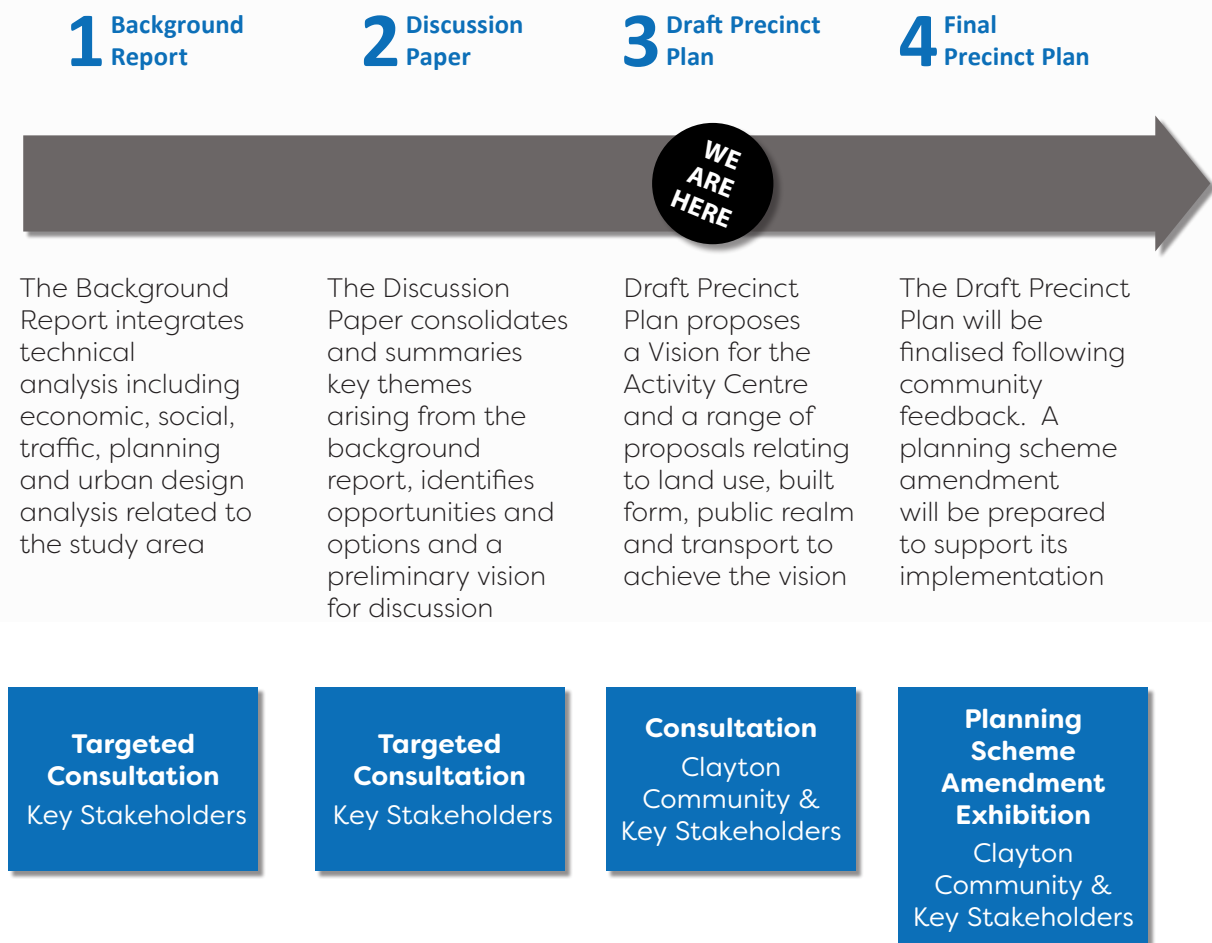 1 Background
Report
2 Discussion
Paper
3 Draft Precinct
Plan
4 Final
Precinct Plan
WE
ARE
HERE
The Background
Report integrates
technical
analysis including
economic, social,
traffic, planning
and urban design
analysis related to
the study area
The Discussion
Paper consolidates
and summaries
key themes
arising from the
background
report, identifies
opportunities and
options and a
preliminary vision
for discussion
Draft Precinct
Plan proposes
a Vision for the
Activity Centre
and a range of
proposals relating
to land use, built
form, public realm
and transport to
achieve the vision
The Draft Precinct
Plan will be
finalised following
community
feedback.  A
planning scheme
amendment
will be prepared
to support its
implementation
Targeted
Consultation
Key Stakeholders
Targeted
Consultation
Key Stakeholders
Consultation
Clayton
Community &
Key Stakeholders
Planning
Scheme
Amendment
Exhibition
Clayton
Community &
Key Stakeholders